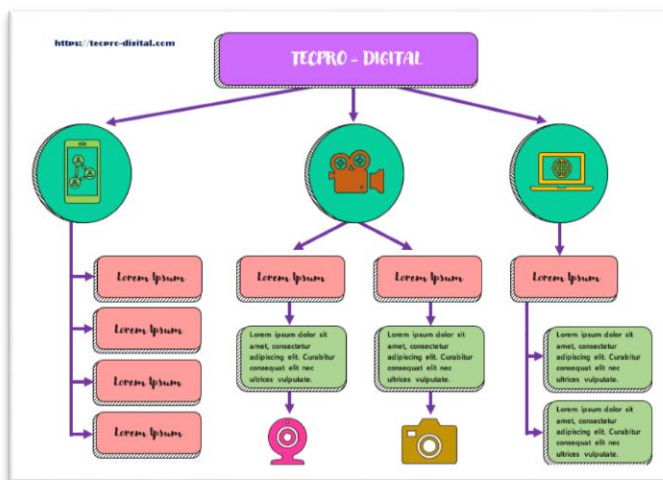 https://tecpro-digital.com
TECPRO - DIGITAL
Lorem Ipsum
Lorem Ipsum
Lorem Ipsum
Lorem Ipsum
Lorem Ipsum
Lorem ipsum dolor sit
amet, consectetur
adipiscing elit. Curabitur
consequat elit nec
ultrices vulputate.
Lorem Ipsum
Lorem ipsum dolor sit
amet, consectetur
adipiscing elit. Curabitur
consequat elit nec
ultrices vulputate.
Lorem Ipsum
Lorem ipsum dolor sit
amet, consectetur
adipiscing elit. Curabitur
consequat elit nec
ultrices vulputate.
Lorem ipsum dolor sit
amet, consectetur
adipiscing elit. Curabitur
consequat elit nec
ultrices vulputate.